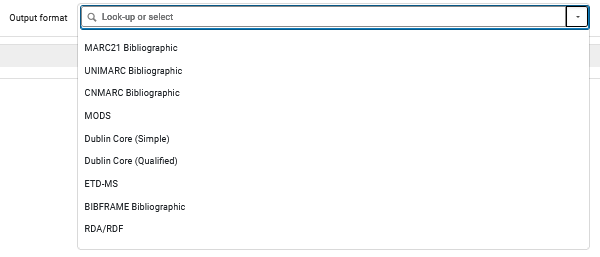 Output format
Look-up or select
MARC21 Bibliographic
UNIMARC Bibliographic
CNMARC Bibliographic
MODS
Dublin Core (Simple)
Dublin Core (Qualified)
ETD-MS
BIBFRAME Bibliographic
RDA/RDF